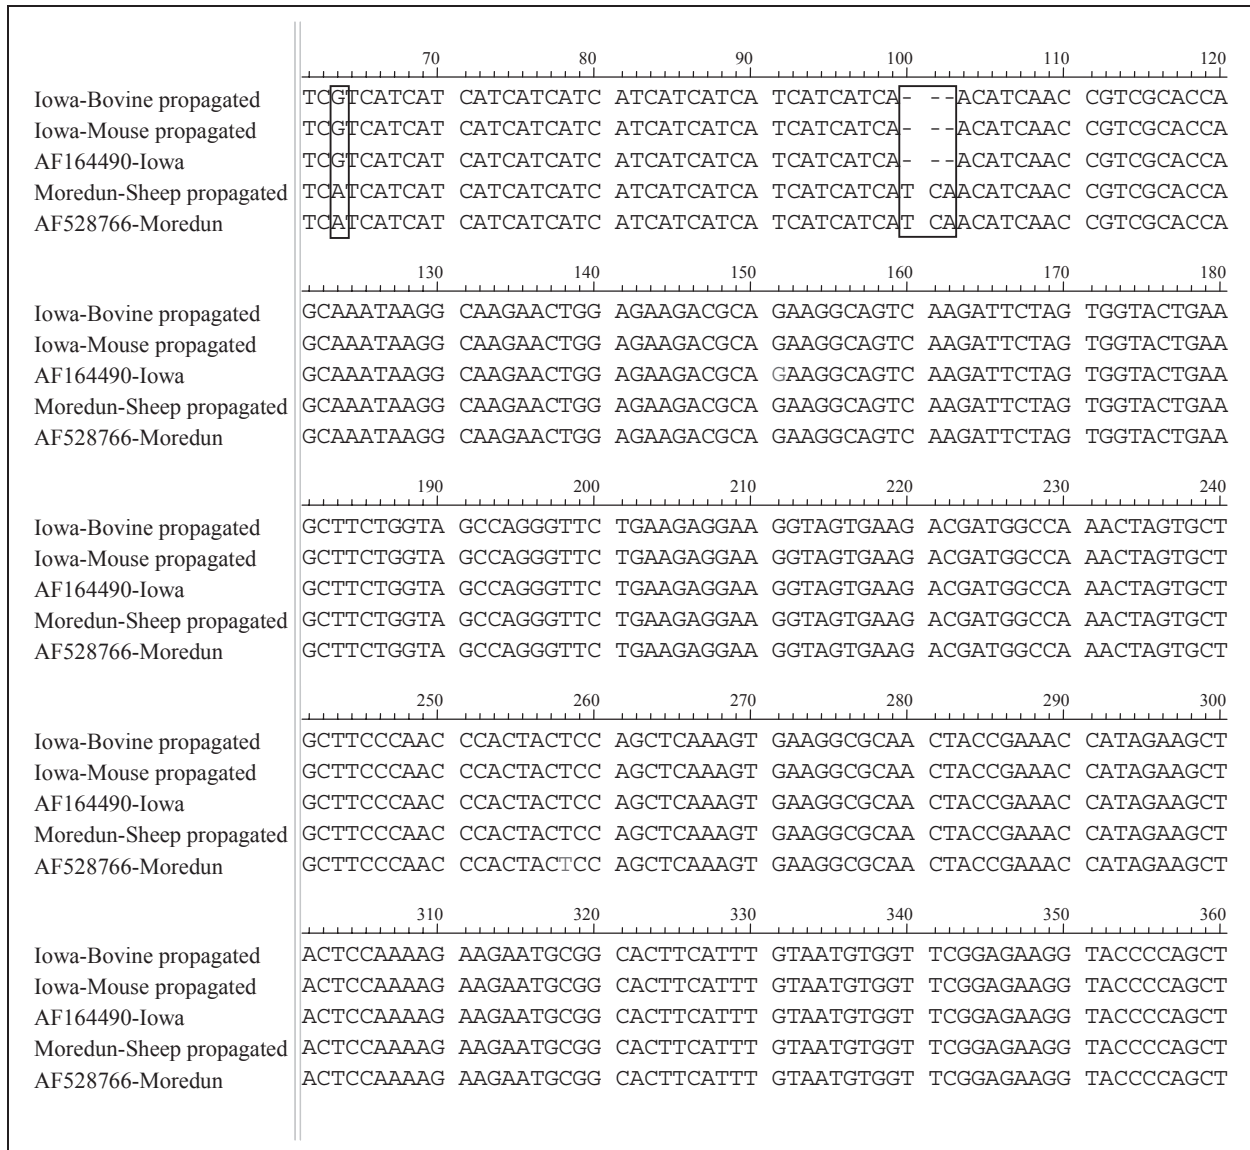 70 80 90 100 110 120
Iowa-Bovine propagated TCGTCATCAT CATCATCATC ATCATCATCA TCATCATCA- --ACATCAAC CGTCGCACCA
Iowa-Mouse propagated TCGTCATCAT CATCATCATC ATCATCATCA TCATCATCA- --ACATCAAC CGTCGCACCA
AF164490-Iowa TCGTCATCAT CATCATCATC ATCATCATCA TCATCATCA- --ACATCAAC CGTCGCACCA
Moredun-Sheep propagated TCATCATCAT CATCATCATC ATCATCATCA TCATCATCAT CAACATCAAC CGTCGCACCA
AF528766-Moredun TCATCATCAT CATCATCATC ATCATCATCA TCATCATCAT CAACATCAAC CGTCGCACCA
130 140 150 160 170 180
Iowa-Bovine propagated GCAAATAAGG CAAGAACTGG AGAAGACGCA GAAGGCAGTC AAGATTCTAG TGGTACTGAA
Iowa-Mouse propagated GCAAATAAGG CAAGAACTGG AGAAGACGCA GAAGGCAGTC AAGATTCTAG TGGTACTGAA
AF164490-Iowa GCAAATAAGG CAAGAACTGG AGAAGACGCA GAAGGCAGTC AAGATTCTAG TGGTACTGAA
Moredun-Sheep propagated GCAAATAAGG CAAGAACTGG AGAAGACGCA GAAGGCAGTC AAGATTCTAG TGGTACTGAA
AF528766-Moredun GCAAATAAGG CAAGAACTGG AGAAGACGCA GAAGGCAGTC AAGATTCTAG TGGTACTGAA
190 200 210 220 230 240
Iowa-Bovine propagated GCTTCTGGTA GCCAGGGTTC TGAAGAGGAA GGTAGTGAAG ACGATGGCCA AACTAGTGCT
Iowa-Mouse propagated GCTTCTGGTA GCCAGGGTTC TGAAGAGGAA GGTAGTGAAG ACGATGGCCA AACTAGTGCT
AF164490-Iowa GCTTCTGGTA GCCAGGGTTC TGAAGAGGAA GGTAGTGAAG ACGATGGCCA AACTAGTGCT
Moredun-Sheep propagated GCTTCTGGTA GCCAGGGTTC TGAAGAGGAA GGTAGTGAAG ACGATGGCCA AACTAGTGCT
AF528766-Moredun GCTTCTGGTA GCCAGGGTTC TGAAGAGGAA GGTAGTGAAG ACGATGGCCA AACTAGTGCT
250 260 270 280 290 300
Iowa-Bovine propagated GCTTCCCAAC CCACTACTCC AGCTCAAAGT GAAGGCGCAA CTACCGAAAC CATAGAAGCT
Iowa-Mouse propagated GCTTCCCAAC CCACTACTCC AGCTCAAAGT GAAGGCGCAA CTACCGAAAC CATAGAAGCT
AF164490-Iowa GCTTCCCAAC CCACTACTCC AGCTCAAAGT GAAGGCGCAA CTACCGAAAC CATAGAAGCT
Moredun-Sheep propagated GCTTCCCAAC CCACTACTCC AGCTCAAAGT GAAGGCGCAA CTACCGAAAC CATAGAAGCT
AF528766-Moredun GCTTCCCAAC CCACTACTCC AGCTCAAAGT GAAGGCGCAA CTACCGAAAC CATAGAAGCT
310 320 330 340 350 360
Iowa-Bovine propagated ACTCCAAAAG AAGAATGCGG CACTTCATTT GTAATGTGGT TCGGAGAAGG TACCCCAGCT
Iowa-Mouse propagated ACTCCAAAAG AAGAATGCGG CACTTCATTT GTAATGTGGT TCGGAGAAGG TACCCCAGCT
AF164490-Iowa ACTCCAAAAG AAGAATGCGG CACTTCATTT GTAATGTGGT TCGGAGAAGG TACCCCAGCT
Moredun-Sheep propagated ACTCCAAAAG AAGAATGCGG CACTTCATTT GTAATGTGGT TCGGAGAAGG TACCCCAGCT
AF528766-Moredun ACTCCAAAAG AAGAATGCGG CACTTCATTT GTAATGTGGT TCGGAGAAGG TACCCCAGCT